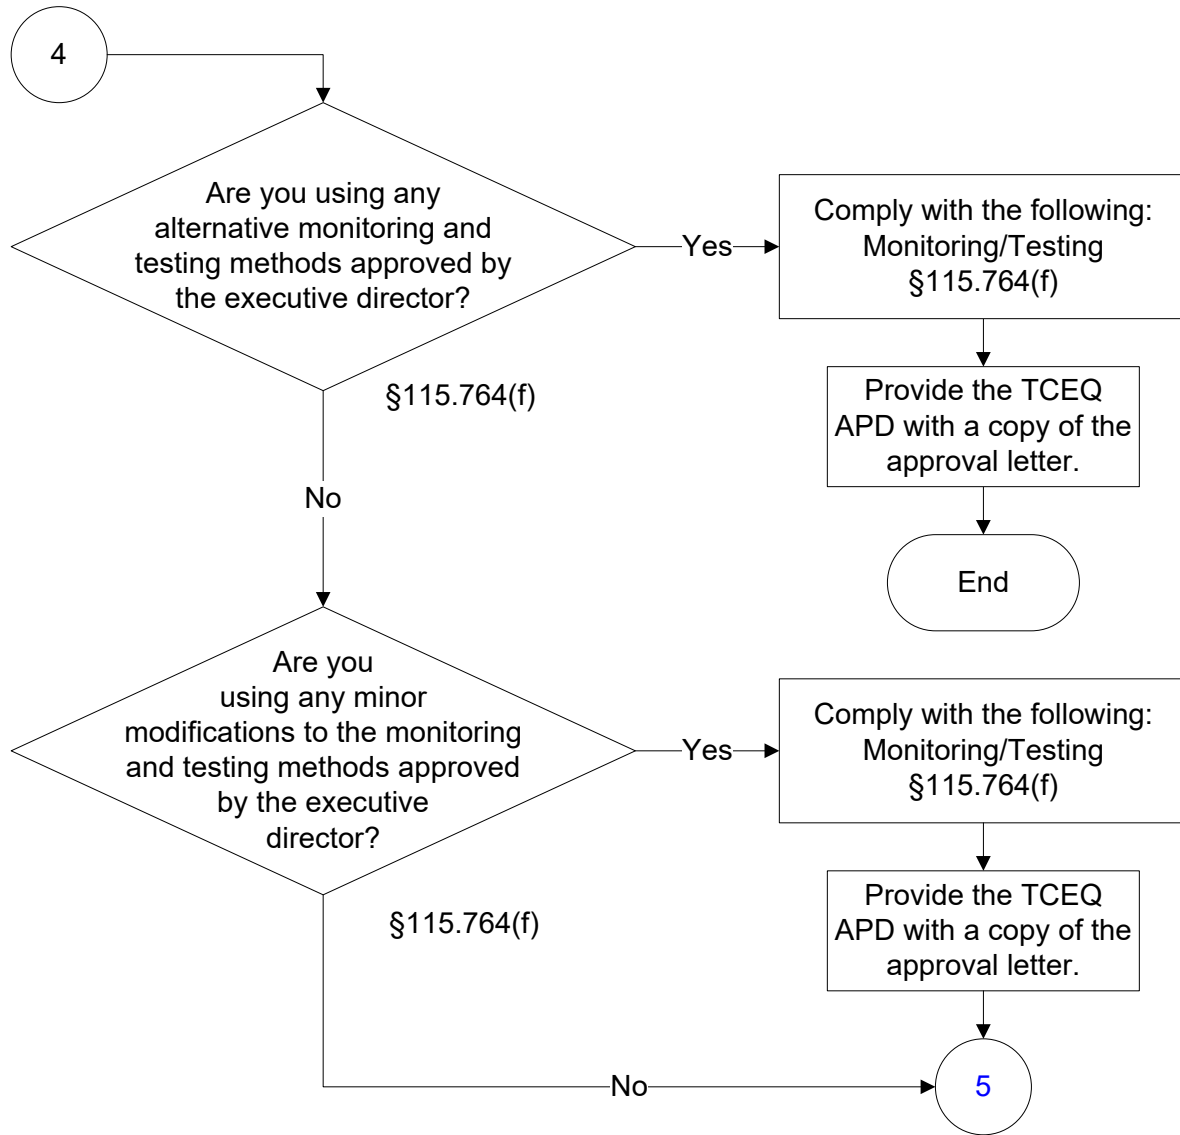 4
Are you using any
alternative monitoring and
testing methods approved by
the executive director?
§115.764(f)
Yes
Comply with the following:
Monitoring/Testing
§115.764(f)
Provide the TCEQ
APD with a copy of the
approval letter.
End
No
Are you
using any minor
modifications to the monitoring
and testing methods approved
by the executive
director?
§115.764(f)
Yes
Comply with the following:
Monitoring/Testing
§115.764(f)
Provide the TCEQ
APD with a copy of the
approval letter.
No
5